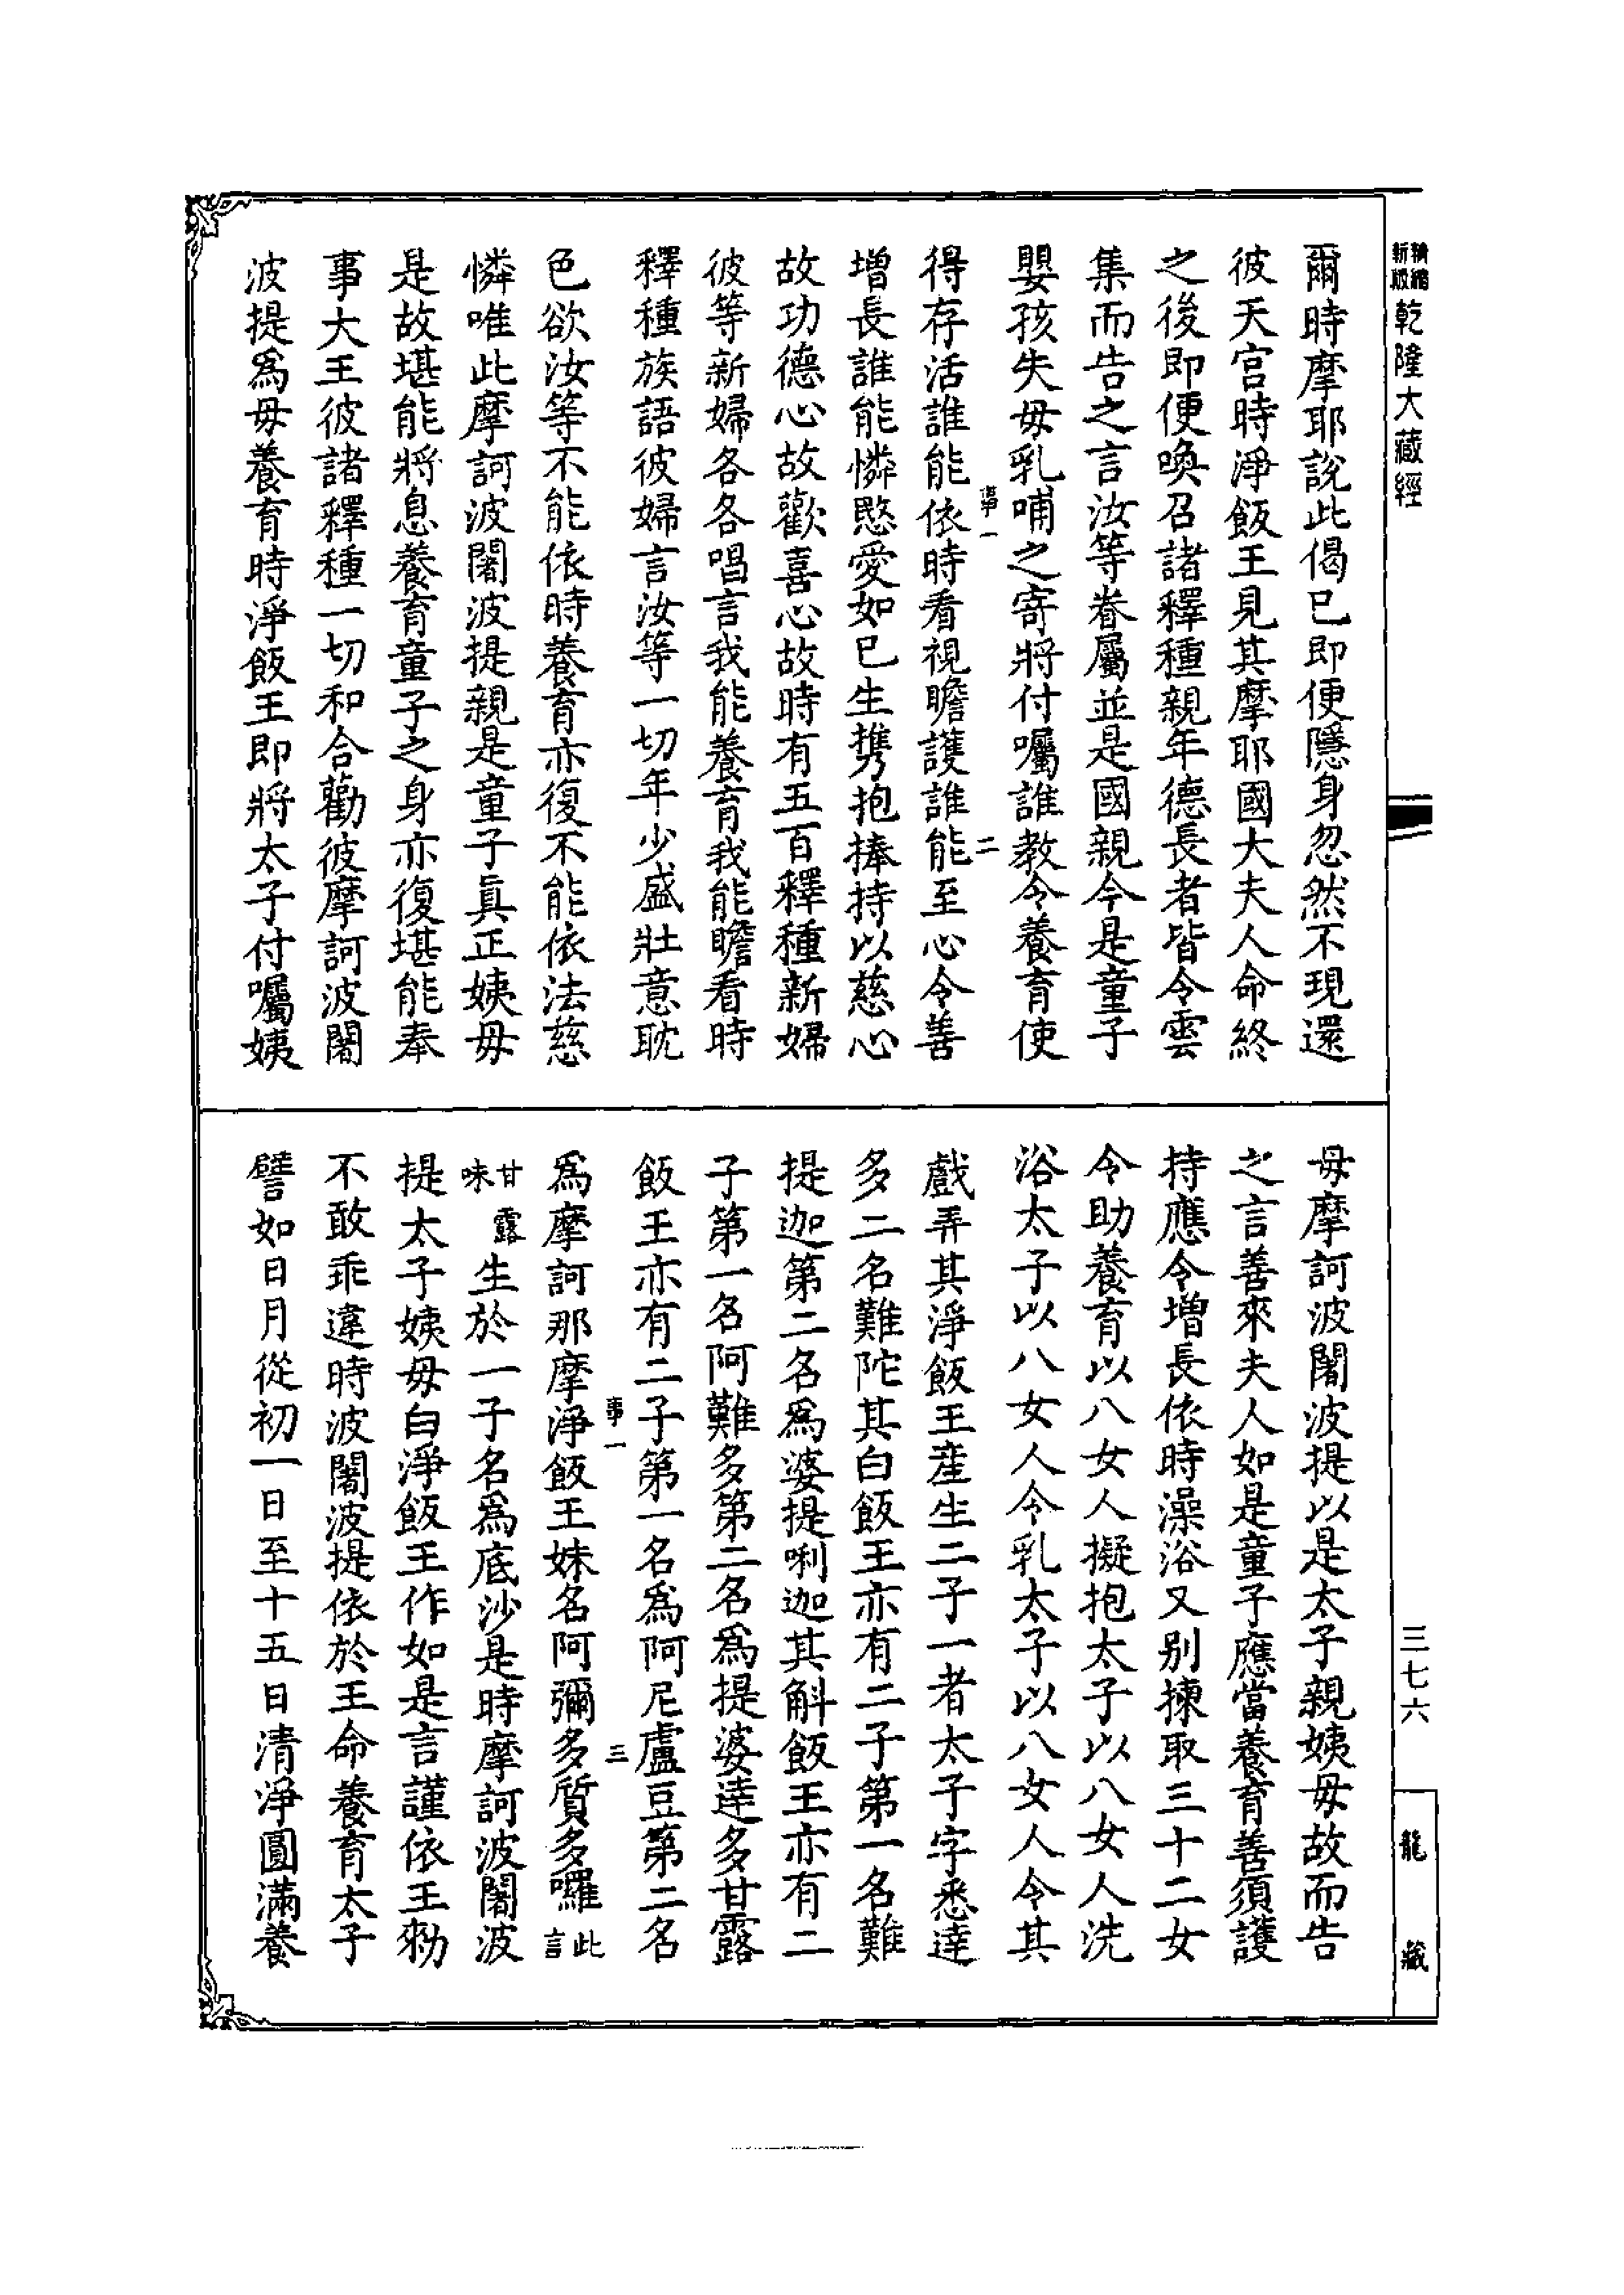 精縮新版乾隆大藏經
爾時摩耶說此偈已即便隱身忽然不現還
彼天宮時淨飯王見其摩耶國大夫人命終
之後即便喚召諸釋種親年德長者皆令雲
集而告之言汝等眷屬並是國親今是童子
嬰孩失母乳哺之寄將付囑誰教令養育使
事一 二
得存活誰能依時看視瞻護誰能至心令善
增長誰能憐愍愛如已生攜抱捧持以慈心
故功德心故歡喜心故時有五百釋種新婦
彼等新婦各各唱言我能養育我能瞻看時
釋種族語彼婦言汝等一切年少盛壯意耽
色欲汝等不能依時養育亦復不能依法慈
憐唯此摩訶波闍波提親是童子真正姨母
是故堪能將息養育童子之身亦復堪能奉
事大王彼諸釋種一切和合勸彼摩訶波闍
波提爲母養育時淨飯王即將太子付囑姨
母摩訶波闍波提以是太子親姨母故而告
之言善來夫人如是童子應當養育善須護
持應令增長依時澡浴又別揀取三十二女
令助養育以八女人擬抱太子以八女人洗
浴太子以八女人令乳太子以八女人令其
戲弄其淨飯王產生二子一者太子字悉達
多二名難陀其白飯王亦有二子第一名難
提迦第二名爲婆提唎迦其斛飯王亦有二
子第一名阿難多第二名爲提婆達多甘露
飯王亦有二子第一名爲阿尼盧豆第二名
事一 三
爲摩訶那摩淨飯王妹名阿彌多質多囉此言
甘露味生於一子名爲底沙是時摩訶波闍波
提太子姨母白淨飯王作如是言謹依王勑
不敢乖違時波闍波提依於王命養育太子
譬如日月從初一日至十五日清淨圓滿養
三七六
龍藏